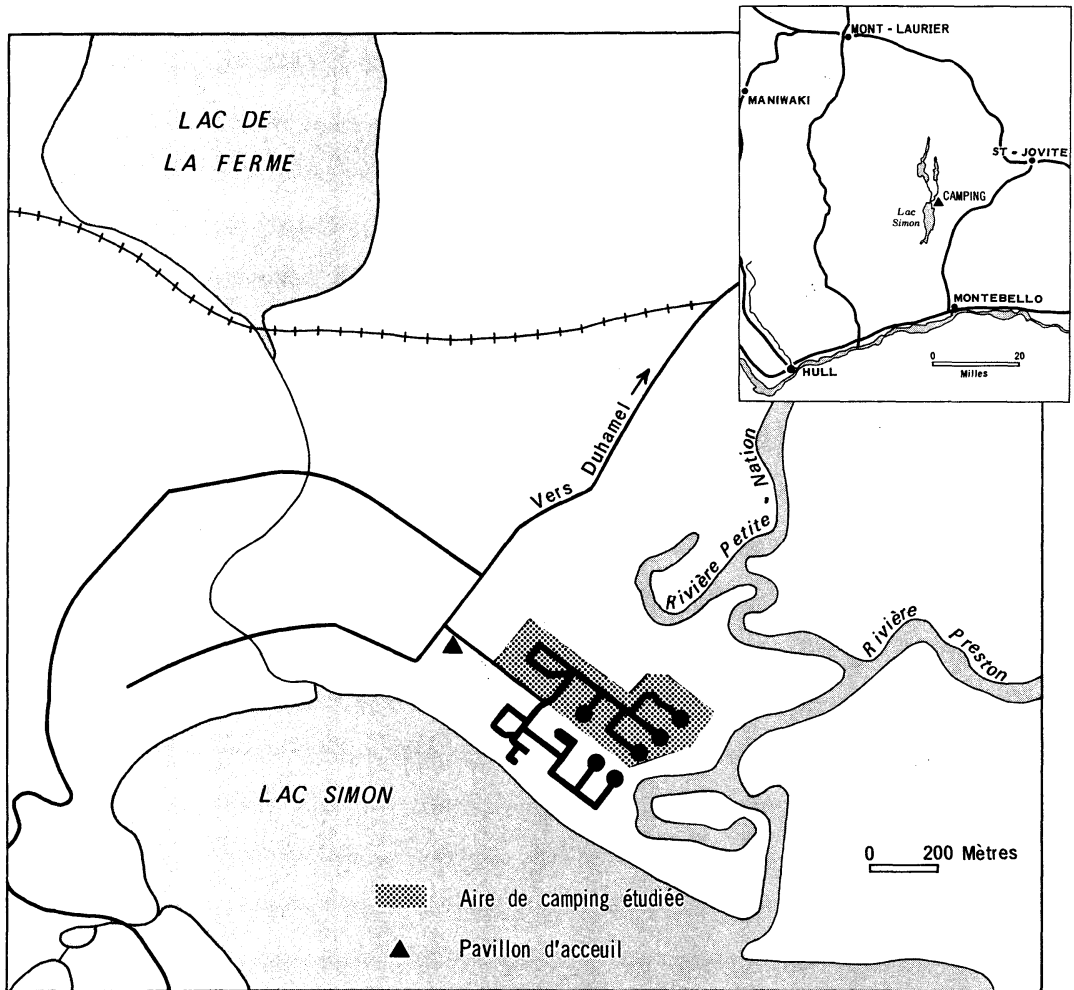 LAC DE
LA FERME
MONT - LAURIER
MANIWAKI
ST - JOVITE
CAMPING
Lac
Simon
MONTEBELLO
HULL
0 20
Milles
Vers Duhamel
Rivière Petite - Nation
Rivière Preston
LAC SIMON
0 200 Mètres
Aire de camping étudiée
Pavillon d'acceuil